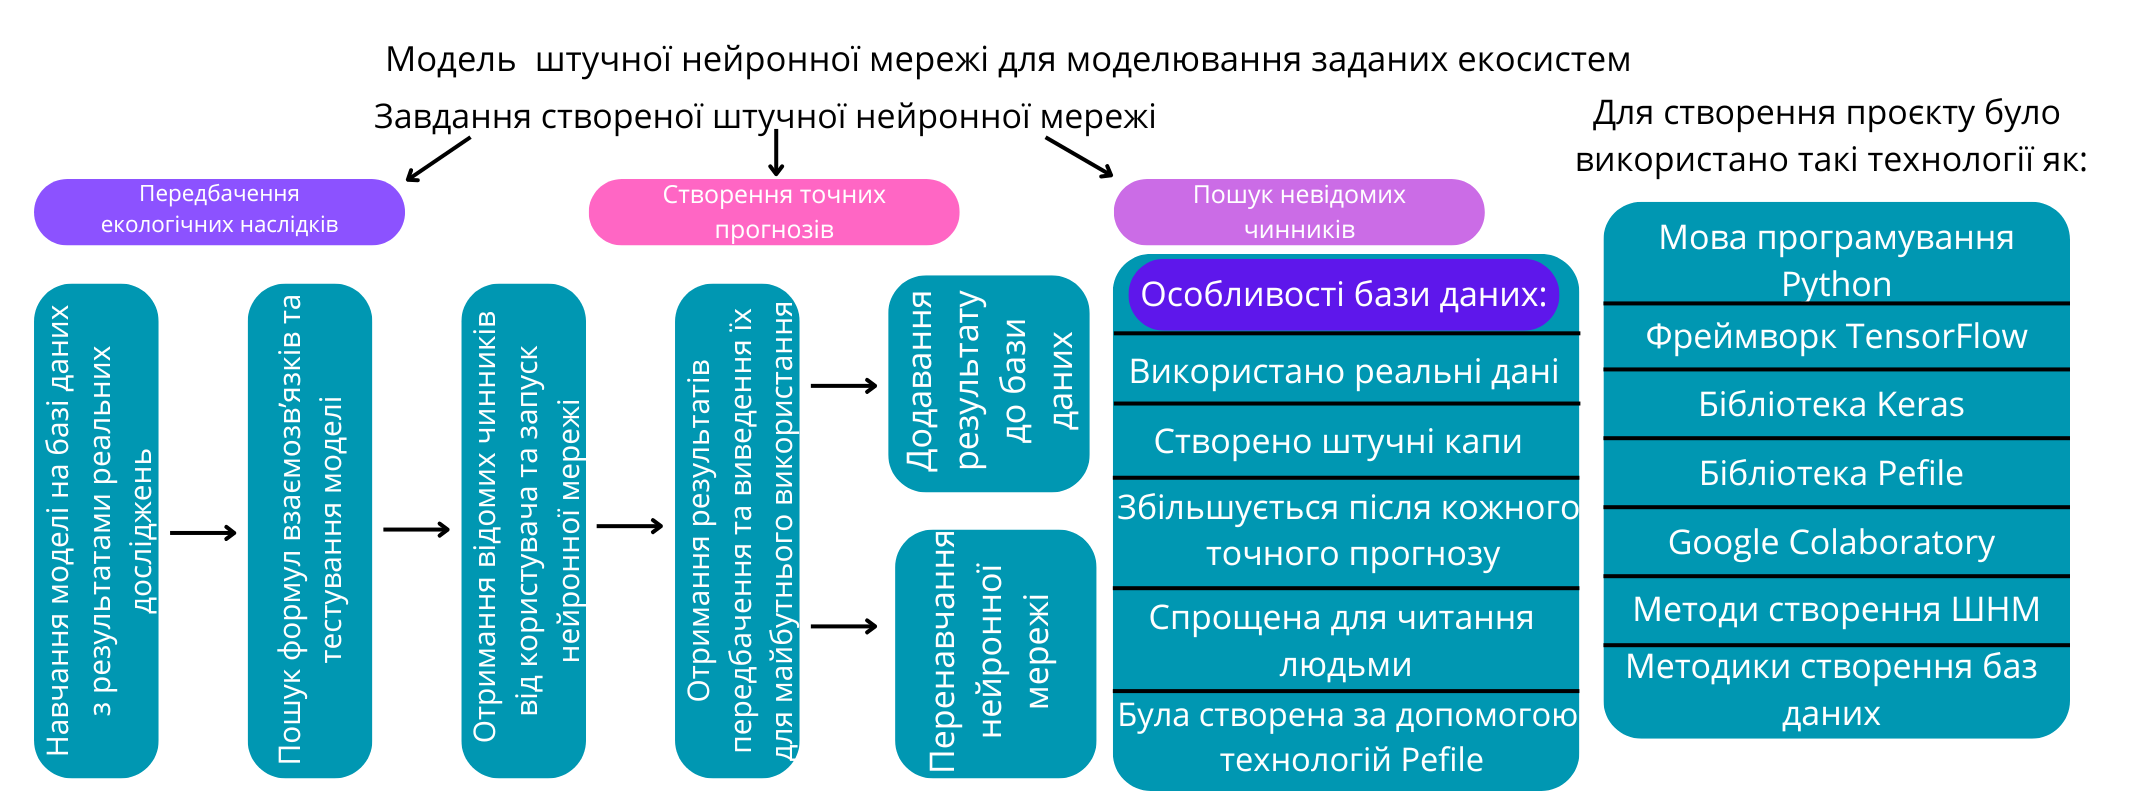 Модель  штучної нейронної мережі для моделювання заданих екосистем
Завдання створеної штучної нейронної мережі
Передбачення
екологічних наслідків
Створення точних
прогнозів
Пошук невідомих
чинників
Навчання моделі на базі даних
з результатами реальних
досліджень
Пошук формул взаємозв’язків та
тестування моделі
Отримання відомих чинників
від користувача та запуск
нейронної мережі
Отримання результатів
передбачення та виведення їх
для майбутнього використання
Додавання
результату
до бази
даних
Перенавчання
нейронної
мережі
Особливості бази даних:
Використано реальні дані
Створено штучні капи
Збільшується після кожного
точного прогнозу
Спрощена для читання
людьми
Була створена за допомогою
технологій Pefile
Для створення проєкту було
використано такі технології як:
Мова програмування
Python
Фреймворк TensorFlow
Бібліотека Keras
Бібліотека Pefile
Google Colaboratory
Методи створення ШНМ
Методики створення баз
даних